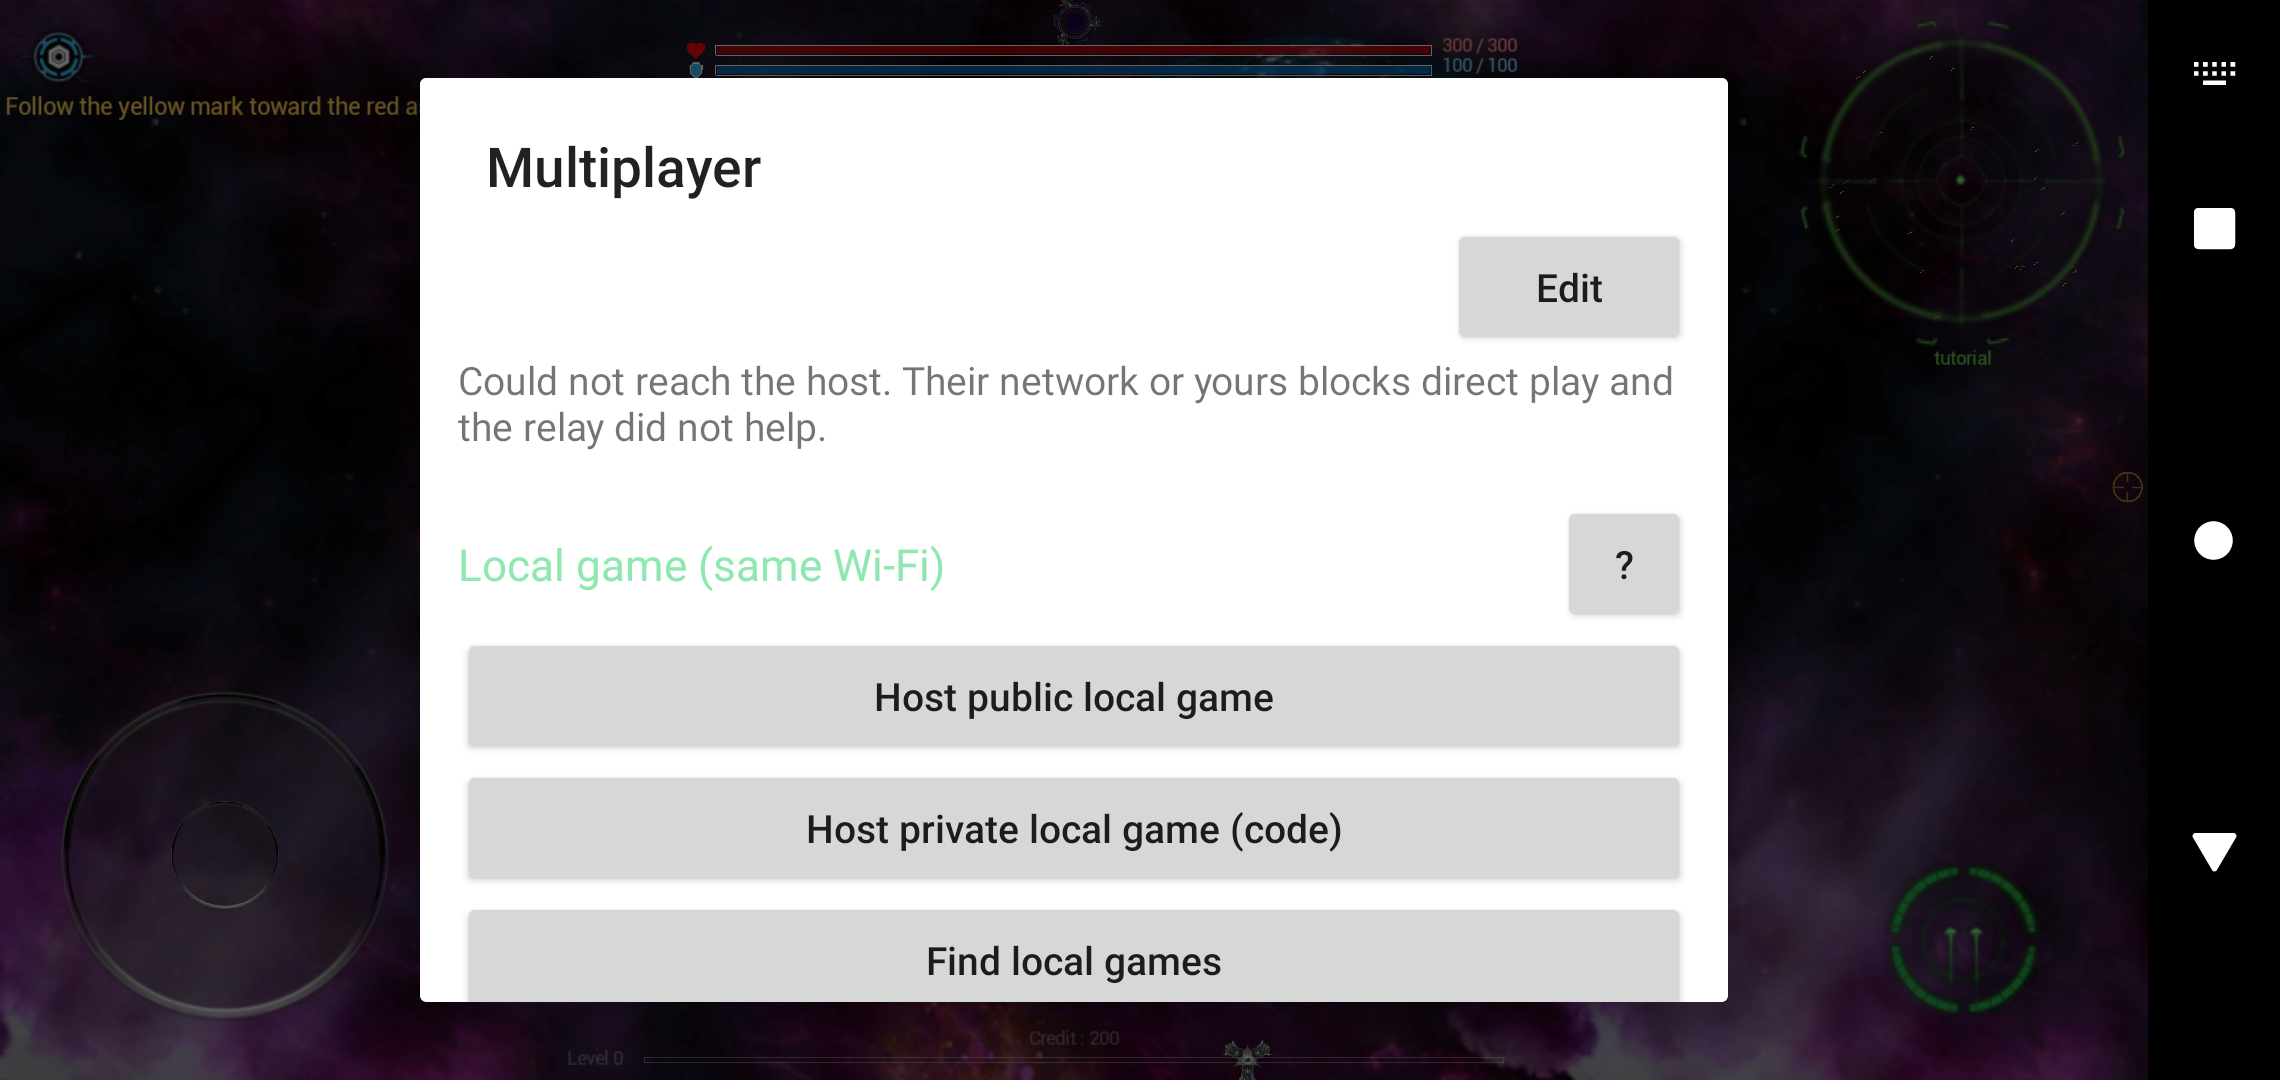 300 / 300
100 / 100
Follow the yellow mark toward the red a
Multiplayer
Edit
Could not reach the host. Their network or yours blocks direct play and
the relay did not help.
tutorial
Local game (same Wi-Fi)
?
Host public local game
Host private local game (code)
Find local games
Credit : 200
Level 0